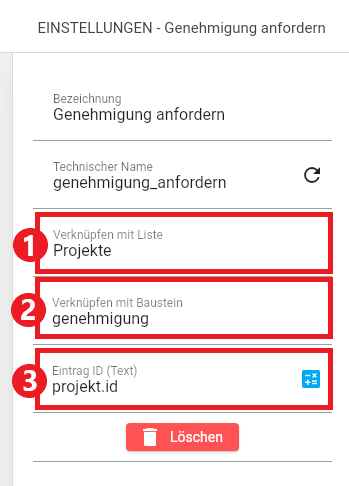 EINSTELLUNGEN - Genehmigung anfordern
Bezeichnung
Genehmigung anfordern
Technischer Name
genehmigung_anfordern
1
Verknüpfen mit Liste
Projekte
2
Verknüpfen mit Baustein
genehmigung
3
Eintrag ID (Text)
projekt.id
Löschen